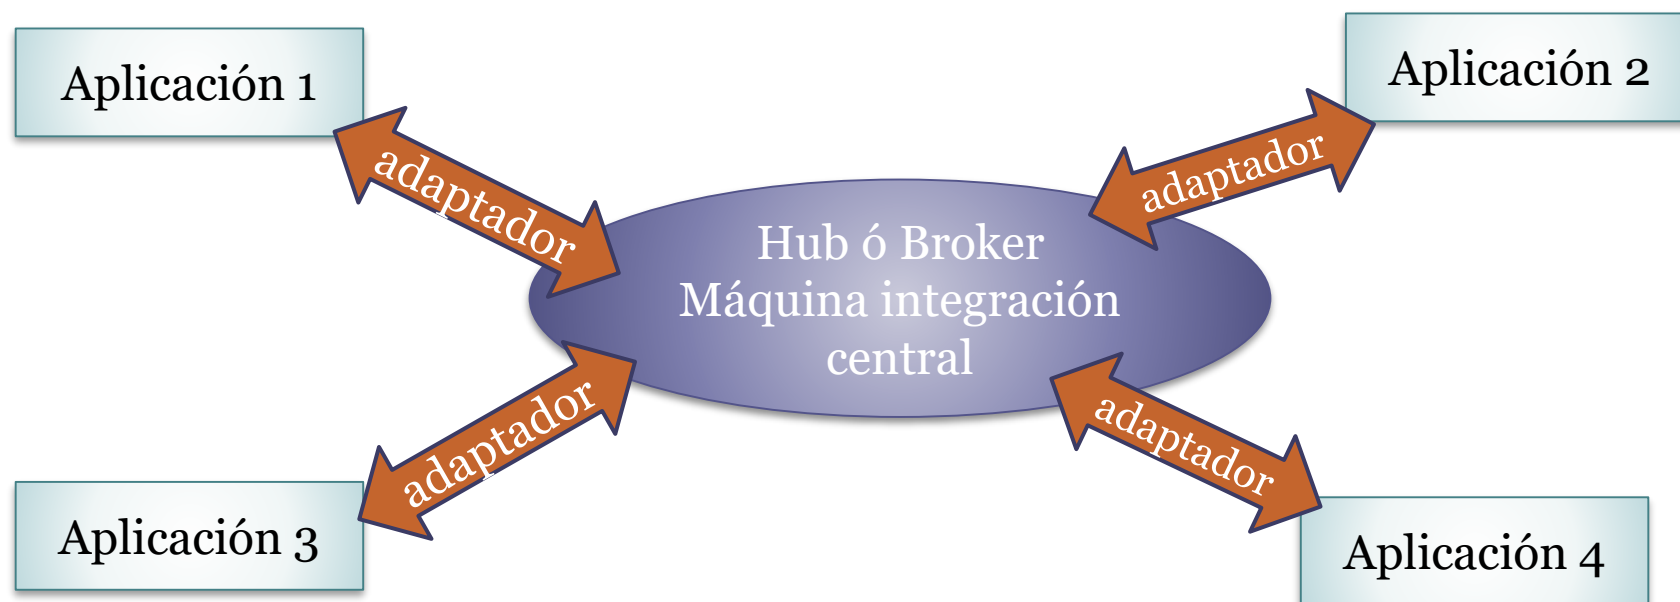 Aplicación 1
Aplicación 2
adaptador
adaptador
Hub ó Broker
Máquina integración
central
adaptador
adaptador
Aplicación 3
Aplicación 4